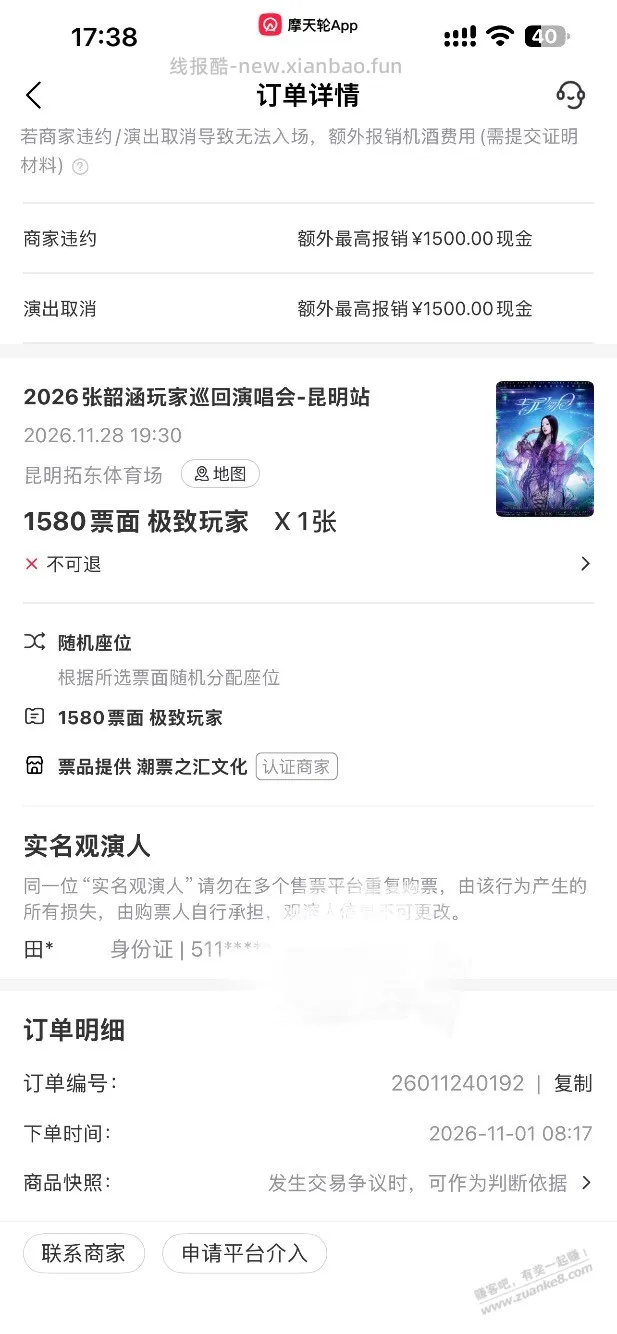 17:38
摩天轮App
40
线报酷-new.xianbao.fun
订单详情
若商家违约/演出取消导致无法入场，额外报销机酒费用(需提交证明
材料) ?
商家违约 额外最高报销¥1500.00现金
演出取消 额外最高报销¥1500.00现金
2026张韶涵玩家巡回演唱会-昆明站
2026.11.28 19:30
昆明拓东体育场 地图
1580票面 极致玩家 X 1张
× 不可退
随机座位
根据所选票面随机分配座位
1580票面 极致玩家
票品提供 潮票之汇文化 认证商家
实名观演人
同一位“实名观演人”请勿在多个售票平台重复购票，由该行为产生的
所有损失，由购票人自行承担，观演人信息不可更改。
田* 身份证 | 511****
订单明细
订单编号： 26011240192 | 复制
下单时间： 2026-11-01 08:17
商品快照： 发生交易争议时，可作为判断依据
联系商家 申请平台介入
赚客吧，有奖一起赚！
www.zuanke8.com